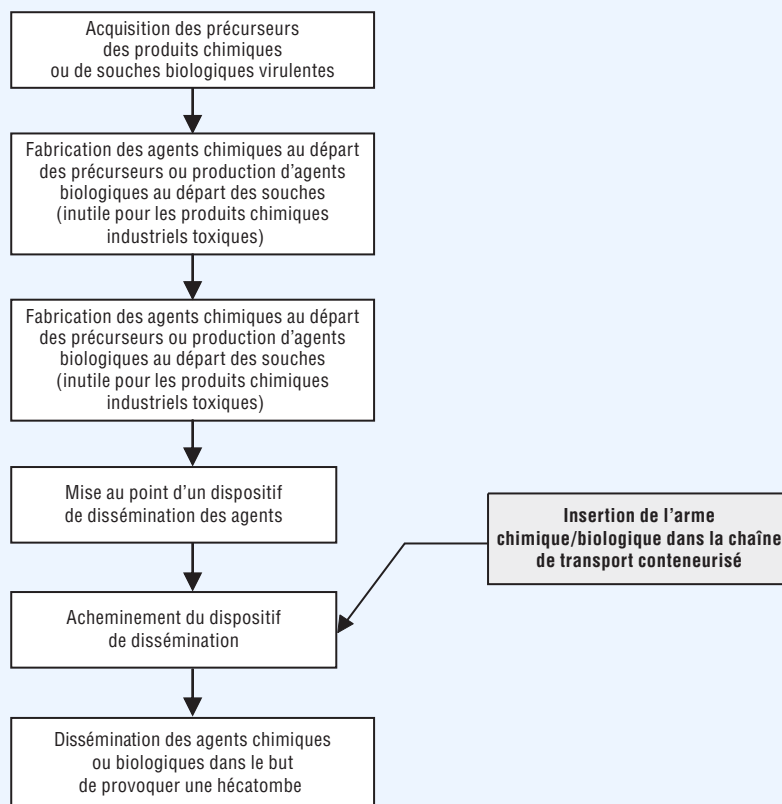 Acquisition des précurseurs
des produits chimiques
ou de souches biologiques virulentes
Fabrication des agents chimiques au départ
des précurseurs ou production d'agents
biologiques au départ des souches
(inutile pour les produits chimiques
industriels toxiques)
Fabrication des agents chimiques au départ
des précurseurs ou production d'agents
biologiques au départ des souches
(inutile pour les produits chimiques
industriels toxiques)
Mise au point d'un dispositif
de dissémination des agents
Insertion de l'arme
chimique/biologique dans la chaîne
de transport conteneurisé
Acheminement du dispositif
de dissémination
Dissémination des agents chimiques
ou biologiques dans le but
de provoquer une hécatombe